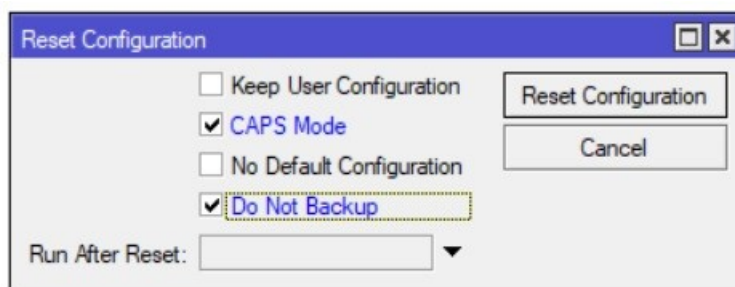 Reset Configuration
Keep User Configuration
Reset Configuration
CAPS Mode
Cancel
No Default Configuration
Do Not Backup
Run After Reset: